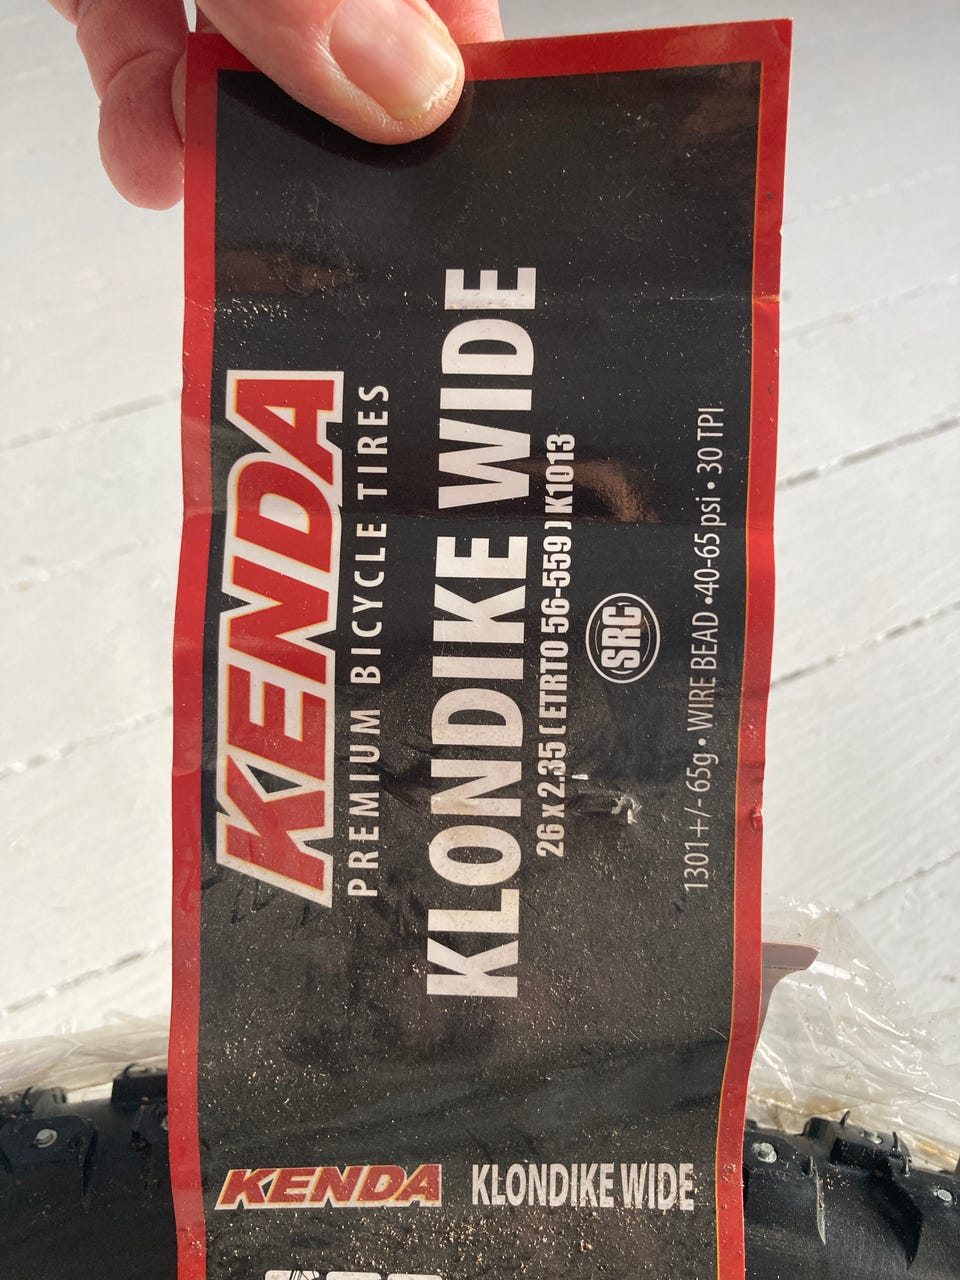 KENDA
PREMIUM BICYCLE TIRES
KLONDIKE WIDE
26 x 2.35 ( ETRTO 56-559 ) K1013
SRC
1301+/- 65g • WIRE BEAD •40-65 psi • 30 TPI
KENDA KLONDIKE WIDE